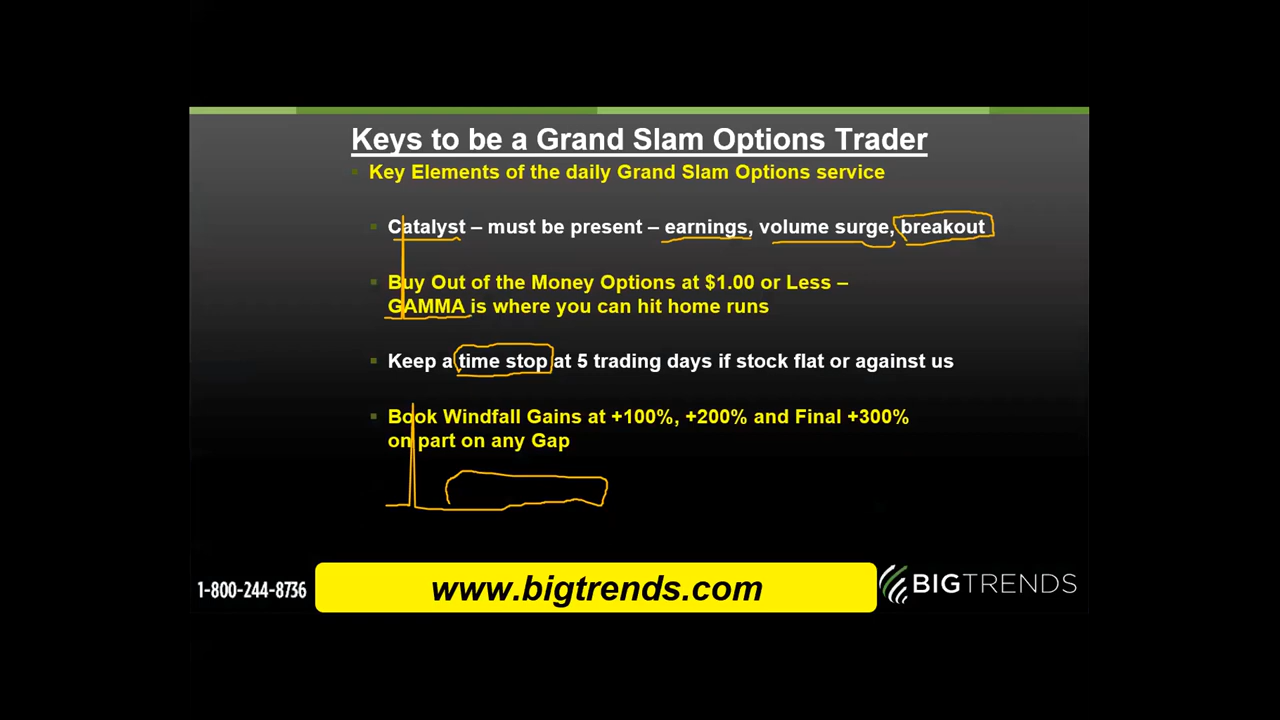 Keys to be a Grand Slam Options Trader
Key Elements of the daily Grand Slam Options service
Catalyst – must be present – earnings, volume surge, breakout
Buy Out of the Money Options at $1.00 or Less –
GAMMA is where you can hit home runs
Keep a time stop at 5 trading days if stock flat or against us
Book Windfall Gains at +100%, +200% and Final +300%
on part on any Gap
1-800-244-8736
www.bigtrends.com
BIGTRENDS